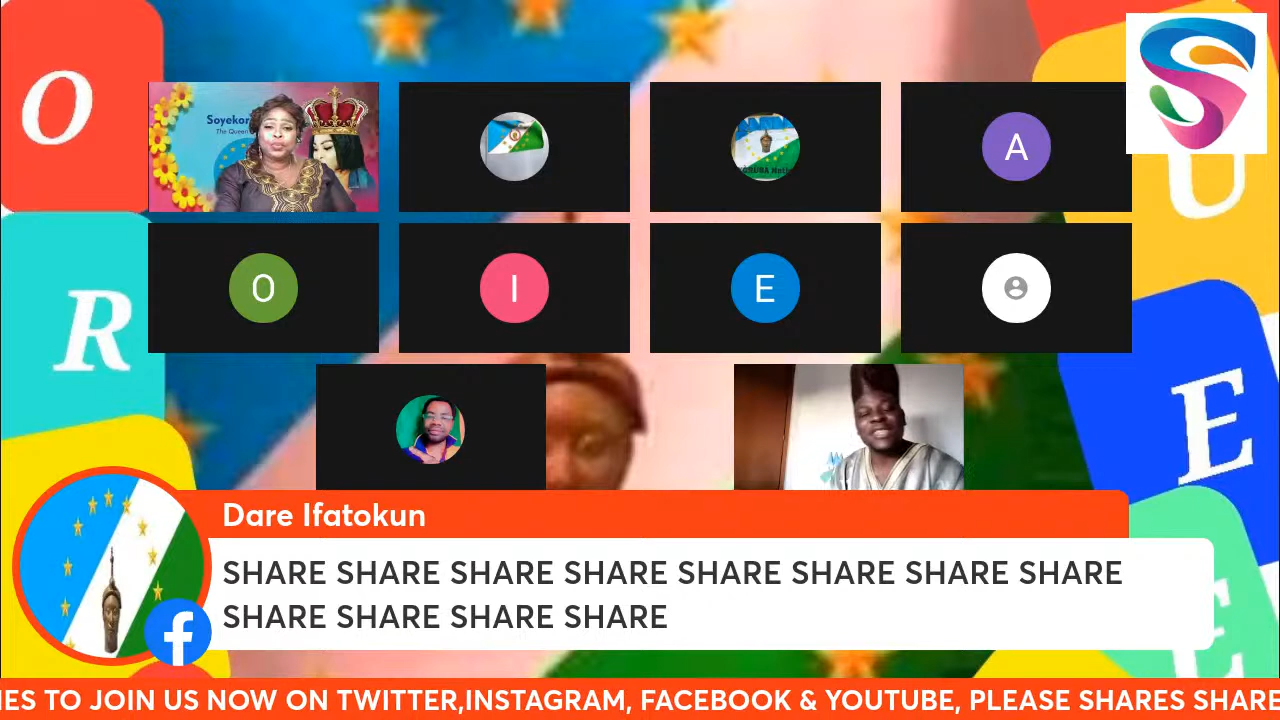 O
R
U
E
E
Soyekor
The Queen
A
O
I
E
Dare Ifatokun
SHARE SHARE SHARE SHARE SHARE SHARE SHARE SHARE
SHARE SHARE SHARE SHARE
TO JOIN US NOW ON TWITTER,INSTAGRAM, FACEBOOK & YOUTUBE, PLEASE SHARES SHARE